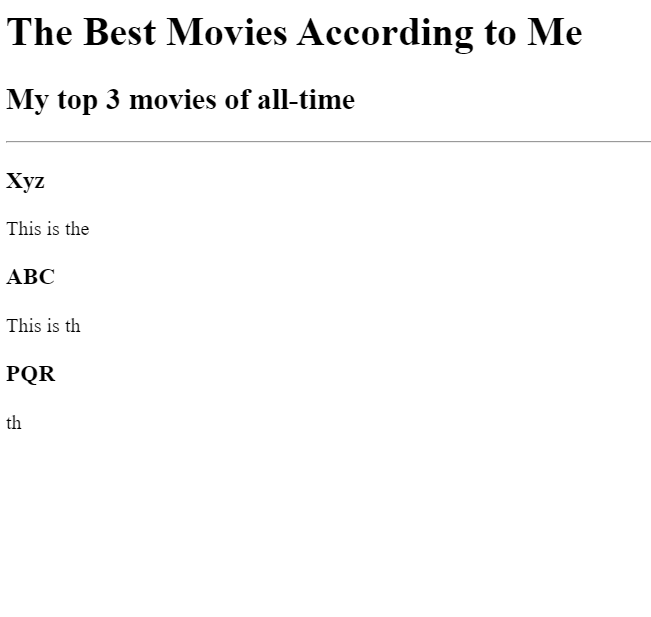 The Best Movies According to Me
My top 3 movies of all-time
Xyz
This is the
ABC
This is th
PQR
th